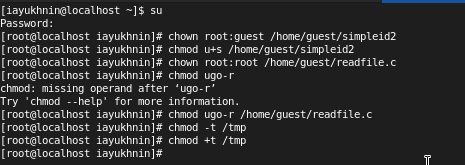 [iayukhnin@localhost ~]$ su
Password:
[root@localhost iayukhnin]# chown root:guest /home/guest/simpleid2
[root@localhost iayukhnin]# chmod u+s /home/guest/simpleid2
[root@localhost iayukhnin]# chown root:root /home/guest/readfile.c
[root@localhost iayukhnin]# chmod ugo-r
chmod: missing operand after ‘ugo-r’
Try 'chmod --help' for more information.
[root@localhost iayukhnin]# chmod ugo-r /home/guest/readfile.c
[root@localhost iayukhnin]# chmod -t /tmp
[root@localhost iayukhnin]# chmod +t /tmp
[root@localhost iayukhnin]#